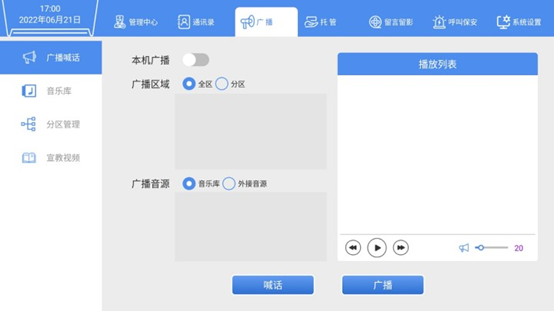 17:00
2022年06月21日
管理中心
通讯录
广播
托管
留言留影
呼叫保安
系统设置
广播喊话
音乐库
分区管理
宣教视频
本机广播
广播区域
全区
分区
广播音源
音乐库
外接音源
播放列表
20
喊话
广播